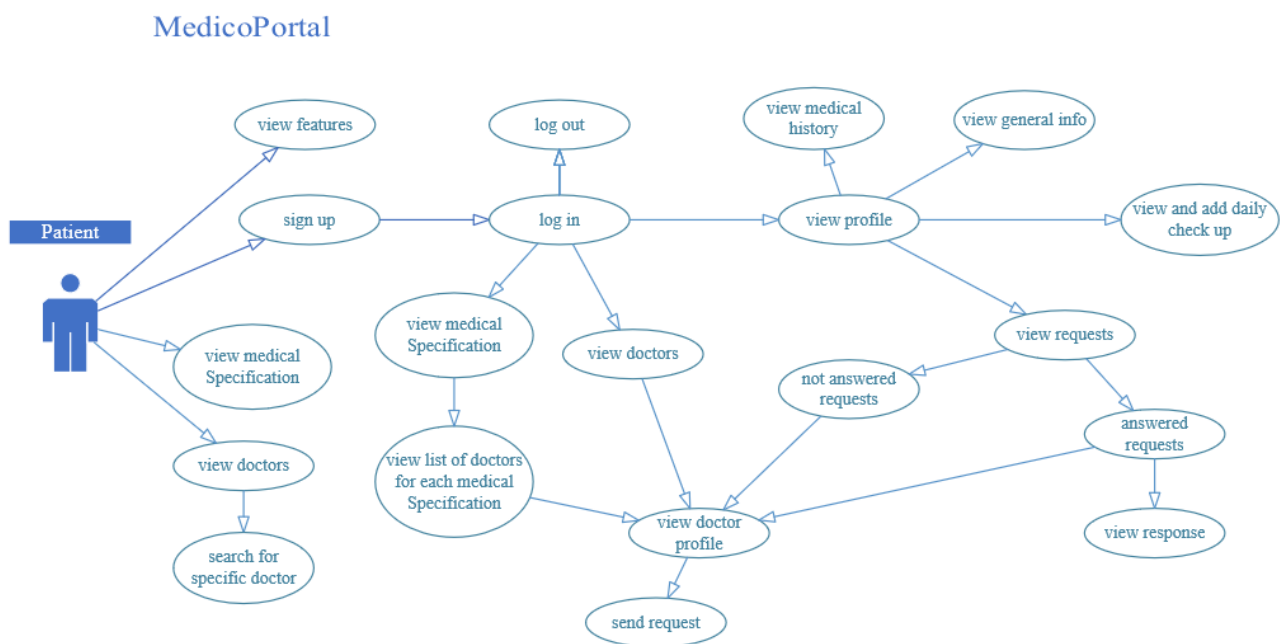 MedicoPortal
view features
log out
view medical
history
view general info
Patient
sign up
log in
view profile
view and add daily
check up
view medical
Specification
view medical
Specification
view doctors
view requests
not answered
requests
answered
requests
view doctors
view list of doctors
for each medical
Specification
view doctor
profile
view response
search for
specific doctor
send request